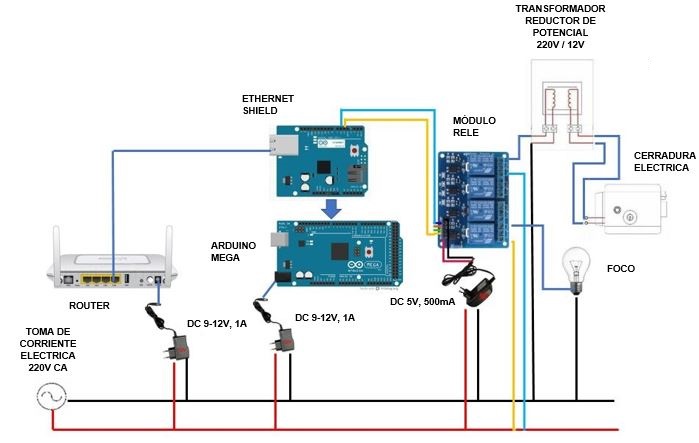 TRANSFORMADOR
REDUCTOR DE
POTENCIAL
220V / 12V
ETHERNET
SHIELD
MÓDULO
RELE
CERRADURA
ELECTRICA
ARDUINO
MEGA
MEGA
FOCO
ROUTER
DC 9-12V, 1A
DC 9-12V, 1A
DC 5V, 500mA
TOMA DE
CORRIENTE
ELECTRICA
220V CA